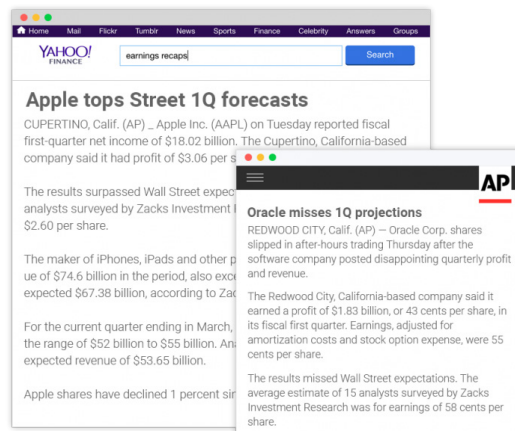 Home Mail Flickr Tumblr News Sports Finance Celebrity Answers Groups
YAHOO!
FINANCE
earnings recaps
Search
Apple tops Street 1Q forecasts
CUPERTINO, Calif. (AP) _ Apple Inc. (AAPL) on Tuesday reported fiscal
first-quarter net income of $18.02 billion. The Cupertino, California-based
company said it had profit of $3.06 per s
The results surpassed Wall Street expec
analysts surveyed by Zacks Investment
$2.60 per share.
The maker of iPhones, iPads and other p
ue of $74.6 billion in the period, also exce
expected $67.38 billion, according to Zac
For the current quarter ending in March,
the range of $52 billion to $55 billion. Ana
expected revenue of $53.65 billion.
Apple shares have declined 1 percent sin
AP
Oracle misses 1Q projections
REDWOOD CITY, Calif. (AP) — Oracle Corp. shares
slipped in after-hours trading Thursday after the
software company posted disappointing quarterly profit
and revenue.
The Redwood City, California-based company said it
earned a profit of $1.83 billion, or 43 cents per share, in
its fiscal first quarter. Earnings, adjusted for
amortization costs and stock option expense, were 55
cents per share.
The results missed Wall Street expectations. The
average estimate of 15 analysts surveyed by Zacks
Investment Research was for earnings of 58 cents per
share.